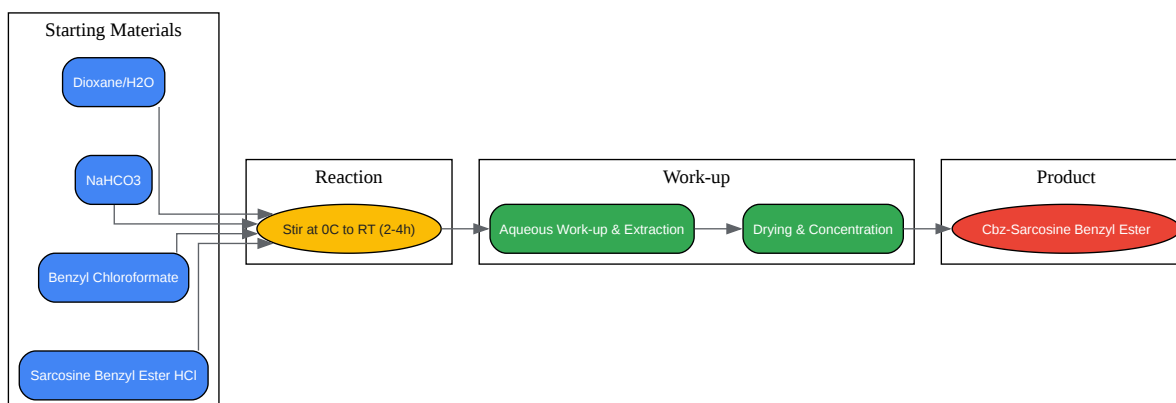 Starting Materials
Dioxane/H2O
NaHCO3
Benzyl Chloroformate
Sarcosine Benzyl Ester HCl
Reaction
Stir at 0C to RT (2-4h)
Work-up
Aqueous Work-up & Extraction
Drying & Concentration
Product
Cbz-Sarcosine Benzyl Ester